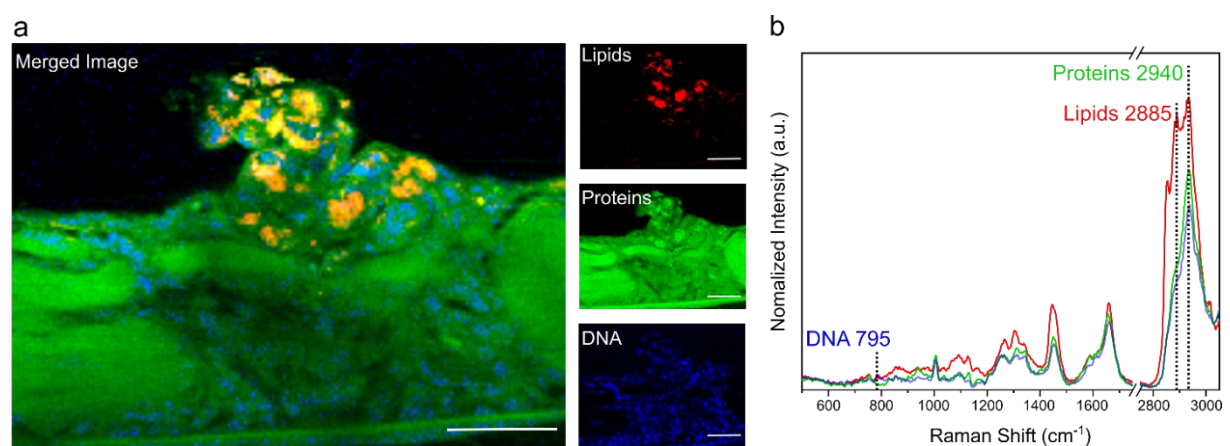 a
Merged Image
Lipids
Proteins
DNA
b
Nomalized Intensity (a.u.)
Proteins 2940
Lipids 2885
DNA 795
600 800 1000 1200 1400 1600 2800 3000
Raman Shift (cm⁻¹)